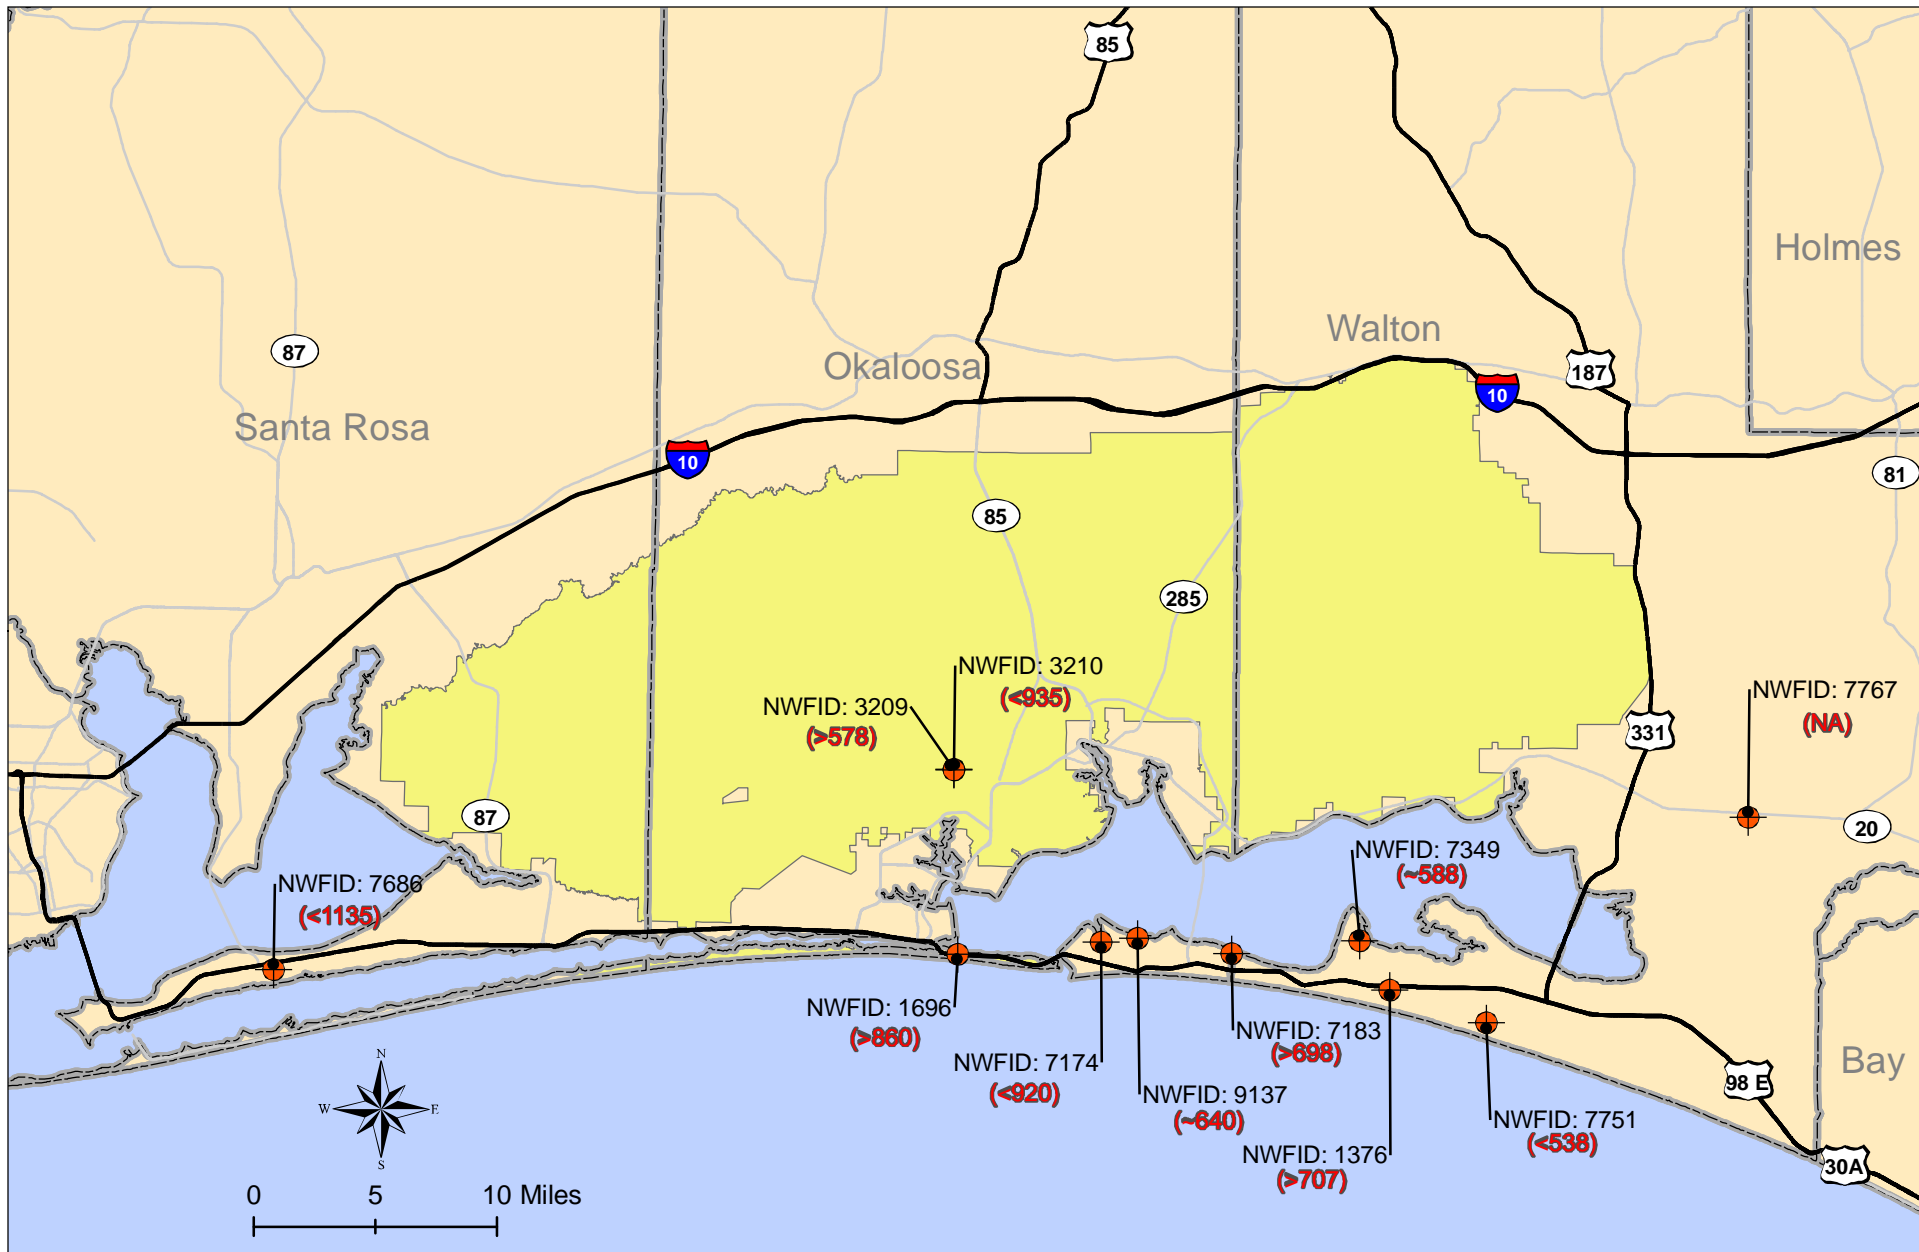 85
Holmes
Walton
87
Okaloosa
187
10
Santa Rosa
10
81
85
285
NWFID: 3210
(<935)
NWFID: 3209
(>578)
NWFID: 7767
(NA)
331
87
20
NWFID: 7349
(~588)
NWFID: 7686
(<1135)
NWFID: 1696
(>860)
NWFID: 7183
(>698)
NWFID: 7174
(<920)
NWFID: 9137
(~640)
Bay
98 E
NWFID: 7751
(<538)
NWFID: 1376
(>707)
30A
N
W
E
S
0 5 10 Miles